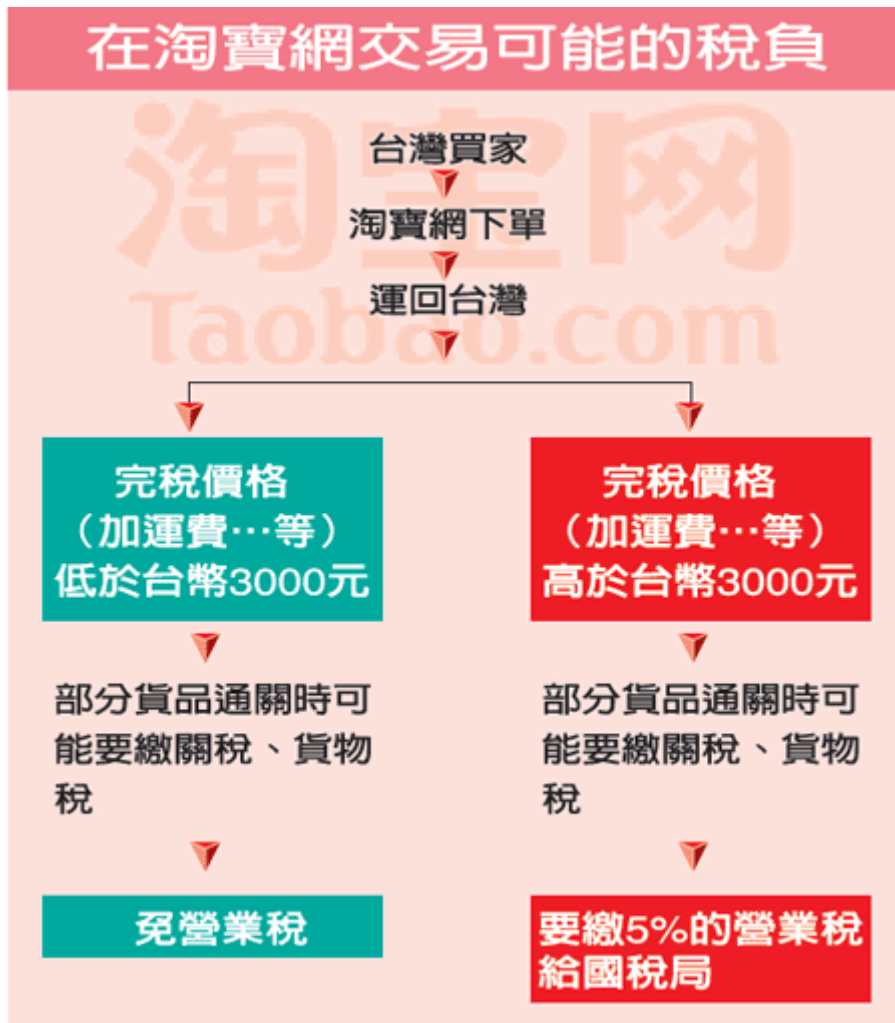 在淘寶網交易可能的稅負
淘宝网
Taobao.com
台灣買家
淘寶網下單
運回台灣
完稅價格
（加運費…等）
低於台幣3000元
完稅價格
（加運費…等）
高於台幣3000元
部分貨品通關時可
能要繳關稅、貨物
稅
部分貨品通關時可
能要繳關稅、貨物
稅
免營業稅
要繳5%的營業稅
給國稅局